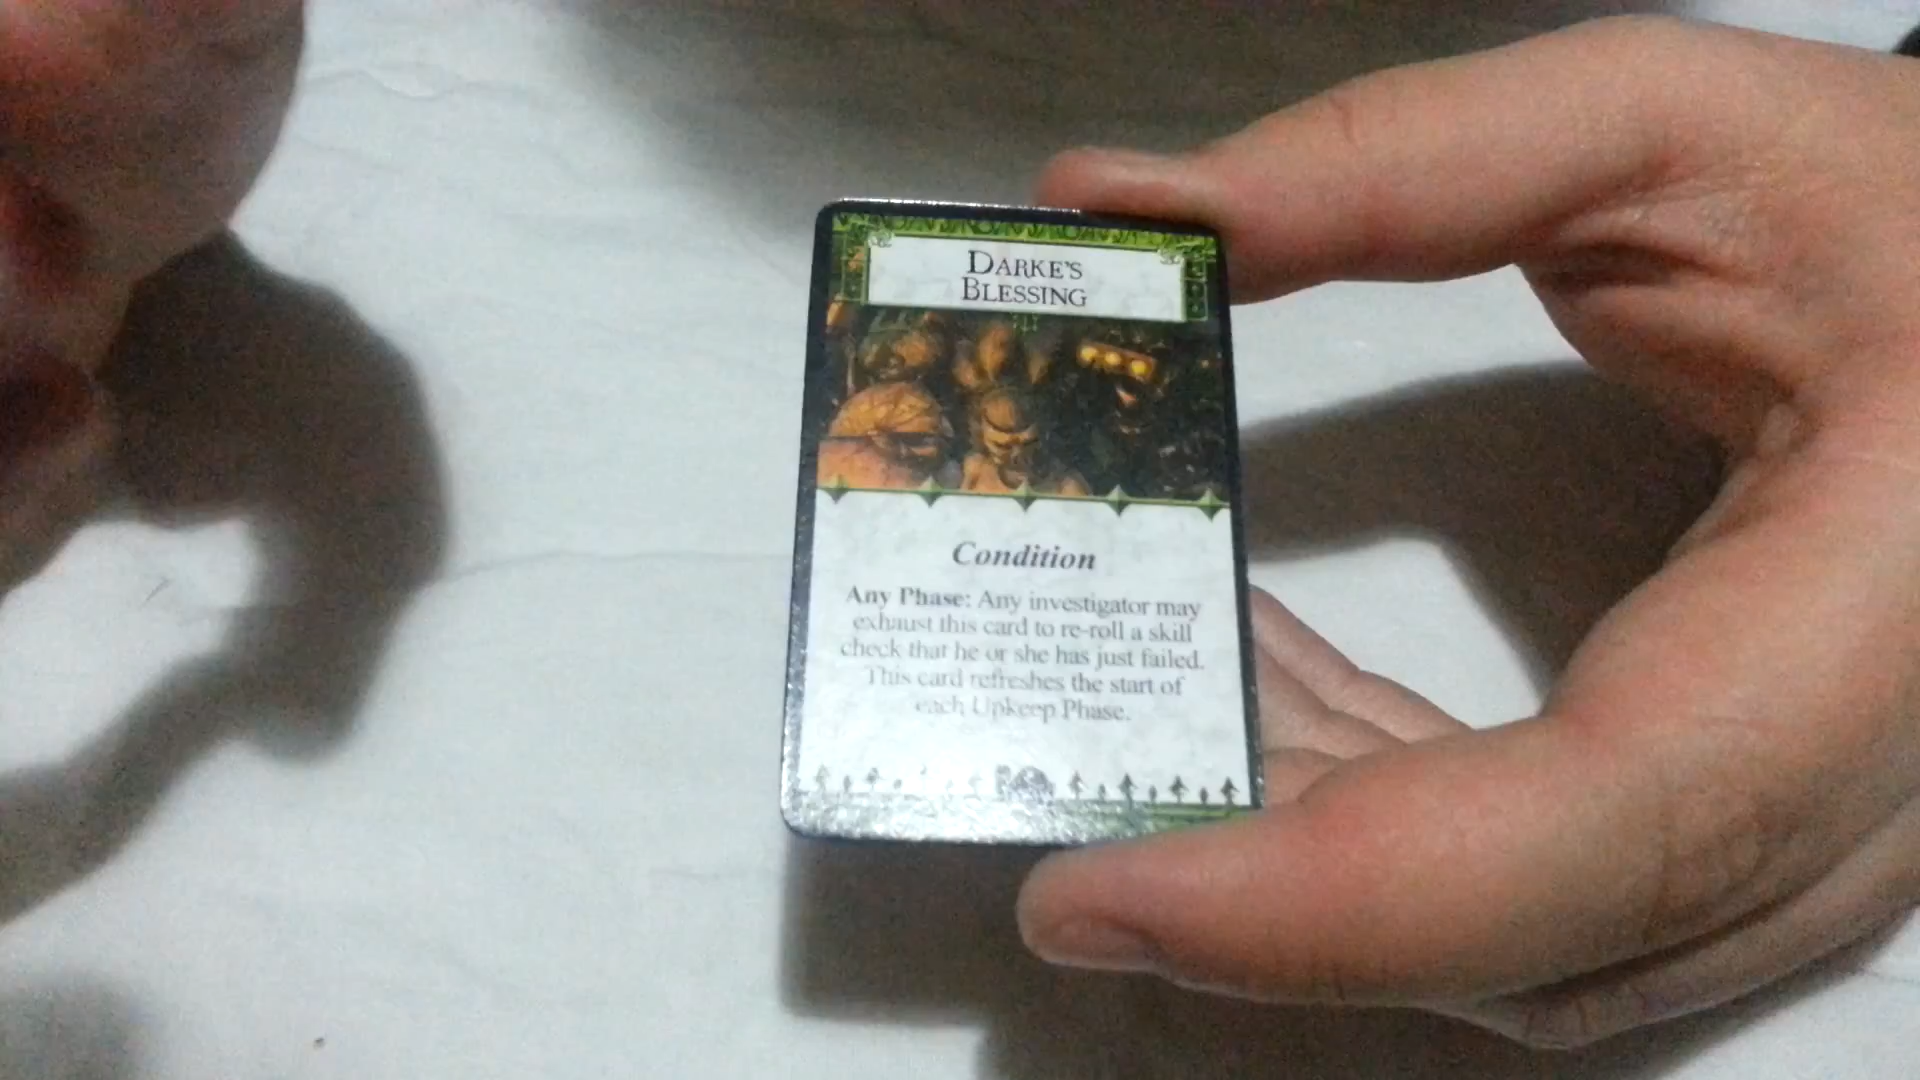 DARKE'S
BLESSING
Condition
Any Phase: Any investigator may
exhaust this card to re-roll a skill
check that he or she has just failed.
This card refreshes the start of
each Upkeep Phase.